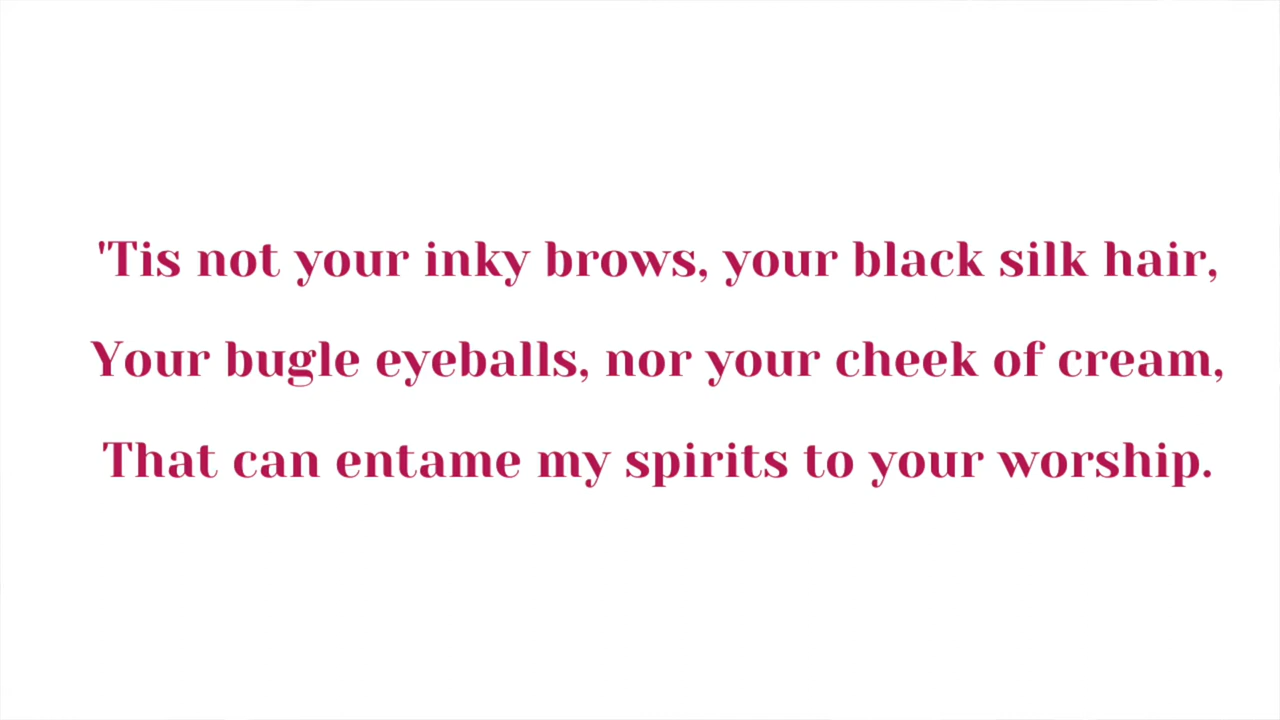 'Tis not your inky brows, your black silk hair,
Your bugle eyeballs, nor your cheek of cream,
That can entame my spirits to your worship.